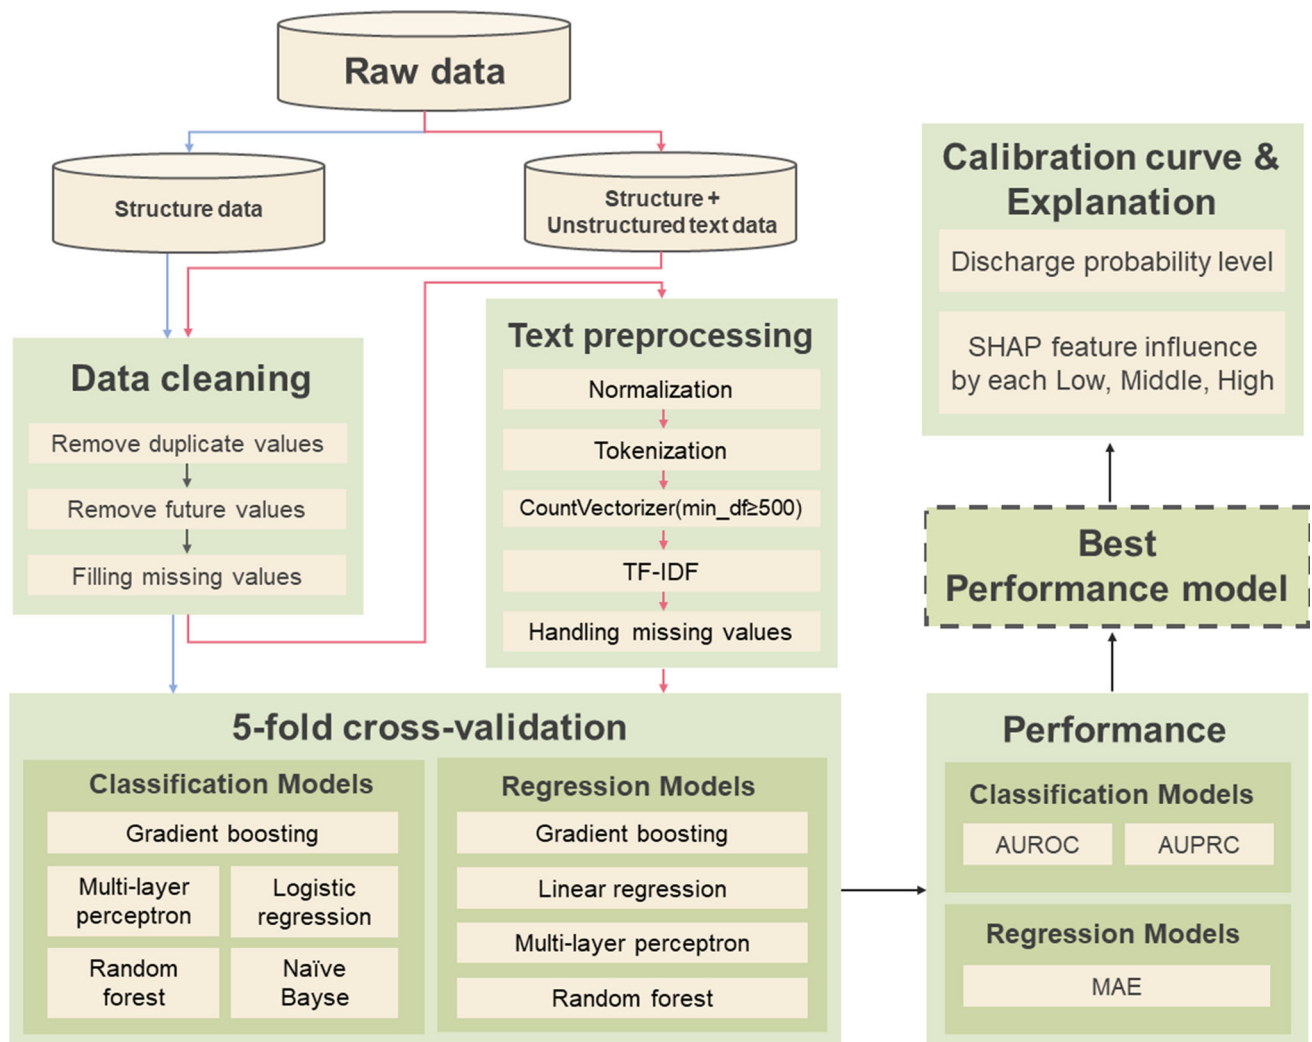 Raw data
Structure data
Structure +
Unstructured text data
Data cleaning
Remove duplicate values
Remove future values
Filling missing values
Text preprocessing
Normalization
Tokenization
CountVectorizer(min_df≥500)
TF-IDF
Handling missing values
5-fold cross-validation
Classification Models
Gradient boosting
Multi-layer
perceptron
Logistic
regression
Random
forest
Naïve
Bayse
Regression Models
Gradient boosting
Linear regression
Multi-layer perceptron
Random forest
Performance
Classification Models
AUROC
AUPRC
Regression Models
MAE
Best
Performance model
Calibration curve &
Explanation
Discharge probability level
SHAP feature influence
by each Low, Middle, High